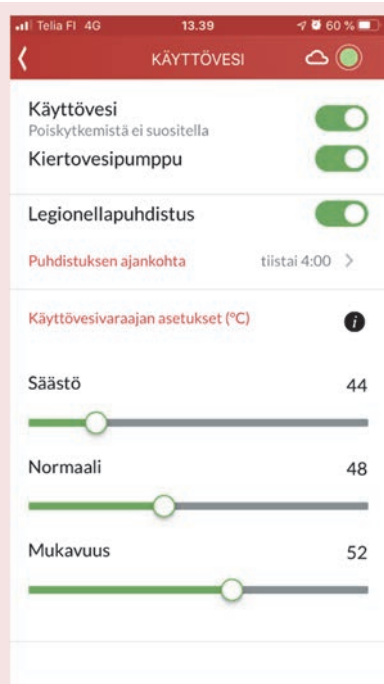 Telia FI 4G 13.39 60 %
KÄYTTÖVESI
Käyttövesi
Poiskytkemistä ei suositella
Kiertovesipumppu
Legionellapuhdistus
Puhdistuksen ajankohta tiistai 4:00
Käyttövesivaraajan asetukset (°C) i
Säästö 44
Normaali 48
Mukavuus 52